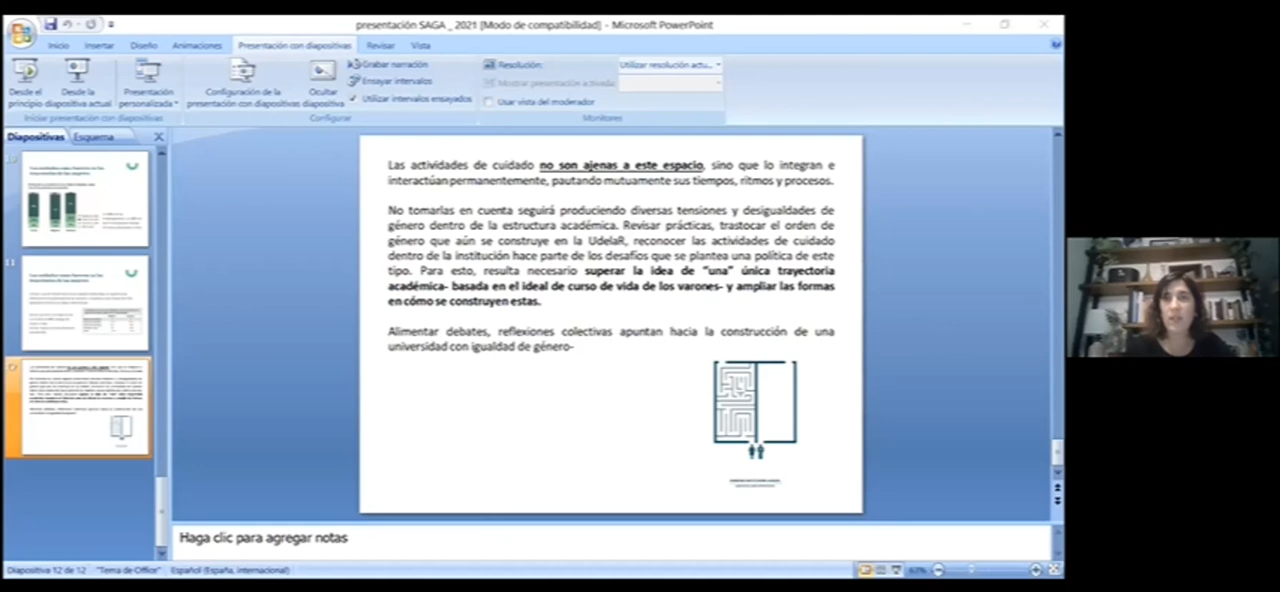 presentación SAGA _ 2021 [Modo de compatibilidad] - Microsoft PowerPoint
Inicio Insertar Diseño Animaciones Presentación con diapositivas Revisar Vista
Desde el principio
Desde la diapositiva actual
Presentación personalizada
Configuración de la presentación con diapositivas
Ocultar diapositiva
Grabar narración
Ensayar intervalos
Utilizar intervalos ensayados
Resolución: Utilizar resolución actu...
Mostrar presentación activada:
Usar vista del moderador
Iniciar presentación con diapositivas Configurar Monitores
Diapositivas Esquema
11
Las actividades de cuidado no son ajenas a este espacio, sino que lo integran e
interactúan permanentemente, pautando mutuamente sus tiempos, ritmos y procesos.
No tomarlas en cuenta seguirá produciendo diversas tensiones y desigualdades de
género dentro de la estructura académica. Revisar prácticas, trastocar el orden de
género que aún se construye en la UdelaR, reconocer las actividades de cuidado
dentro de la institución hace parte de los desafíos que se plantea una política de este
tipo. Para esto, resulta necesario superar la idea de "una" única trayectoria
académica- basada en el ideal de curso de vida de los varones- y ampliar las formas
en cómo se construyen estas.
Alimentar debates, reflexiones colectivas apuntan hacia la construcción de una
universidad con igualdad de género-
Haga clic para agregar notas
Diapositiva 12 de 12 "Tema de Office" Español (España, internacional) 63%